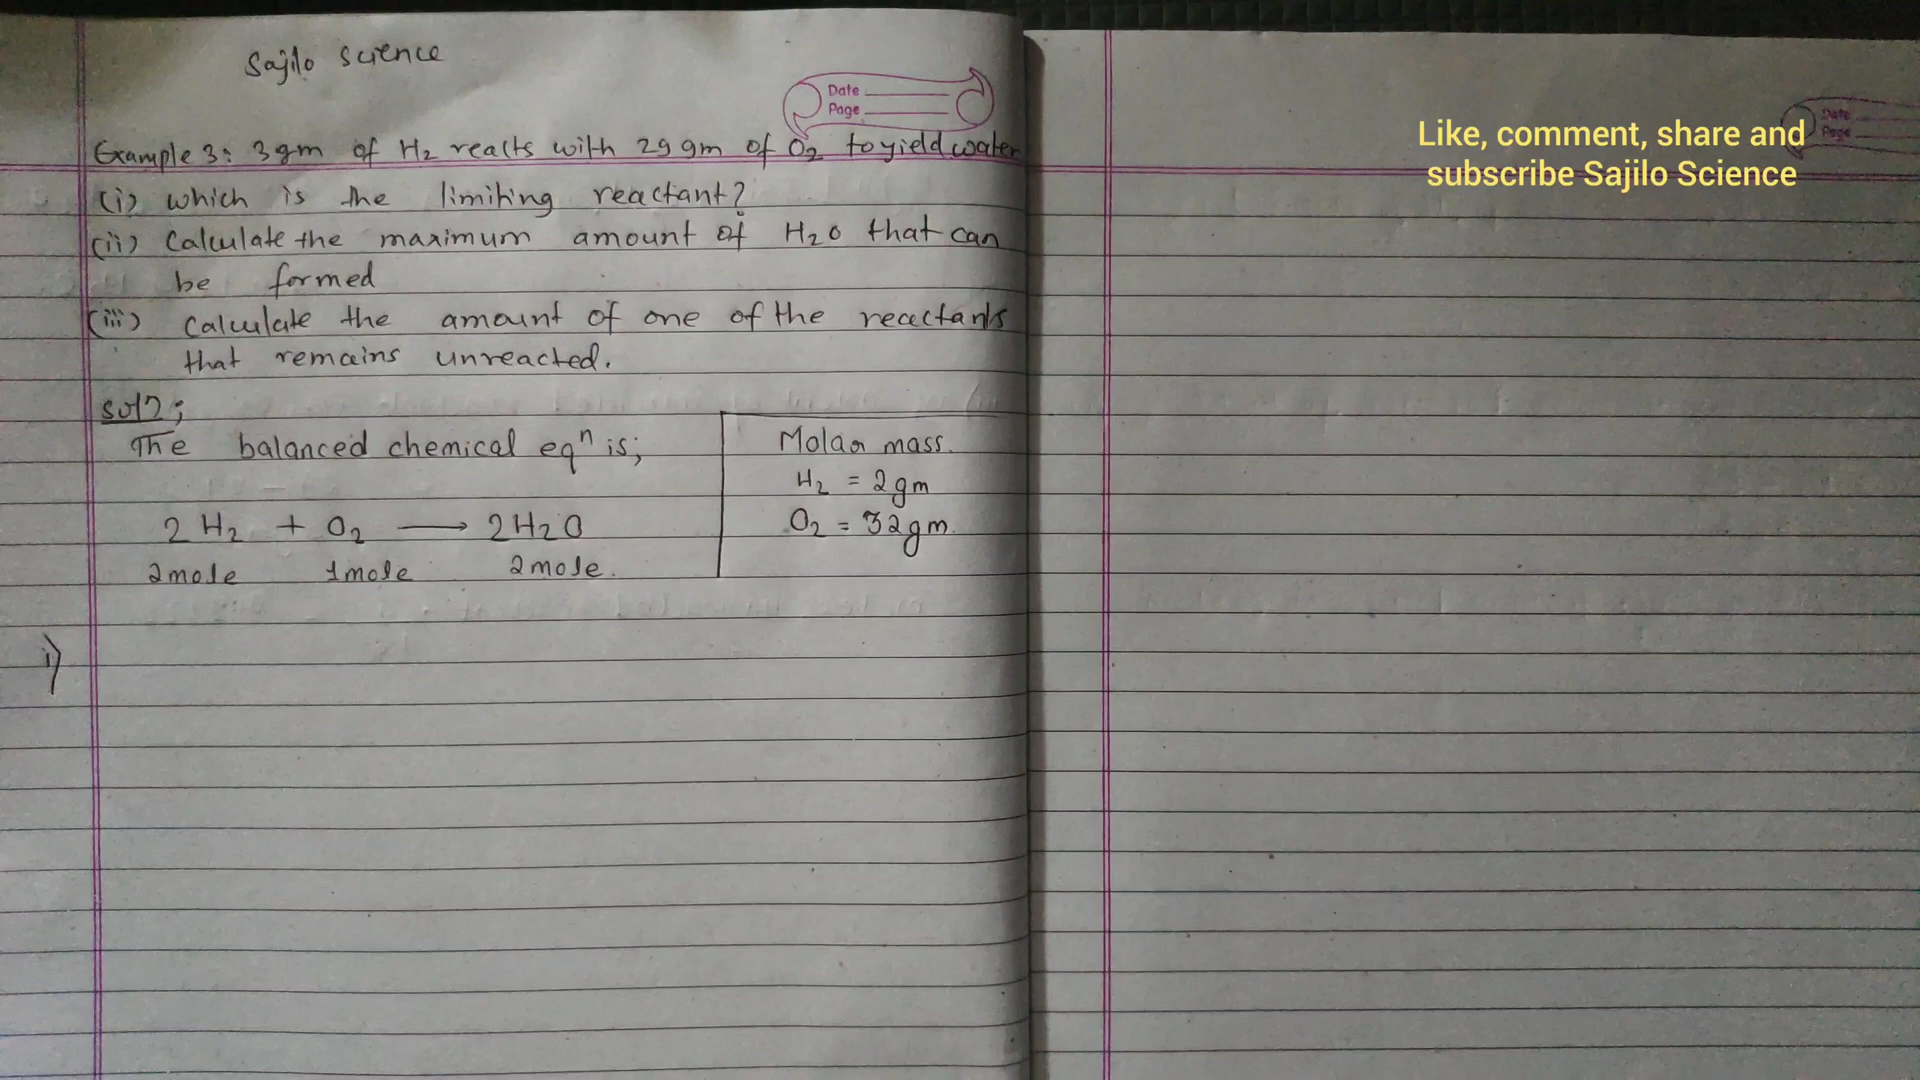 Sajilo science
Date
Page
Example 3: 3gm of H2 reacts with 29 gm of O2 to yield water
(i) which is the limiting reactant?
(ii) Calculate the maximum amount of H2O that can
be formed
(iii) Calculate the amount of one of the reactants
that remains unreacted.
Soln;
The balanced chemical eqn is;
2 H2 + O2 → 2H2O
2mole 1mole 2mole.
Molar mass.
H2 = 2gm
O2 = 32gm.
i)
Like, comment, share and
subscribe Sajilo Science
Date
Page